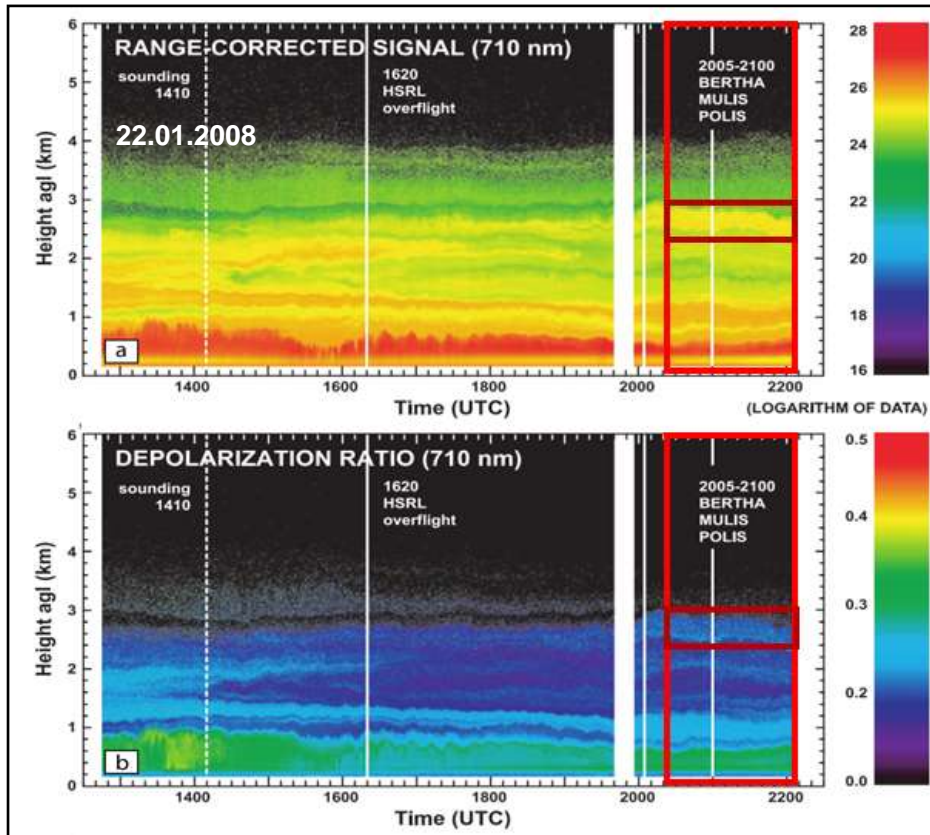 6
RANGE-CORRECTED SIGNAL (710 nm)
5
sounding
1410
1620
HSRL
overflight
2005-2100
BERTHA
MULIS
POLIS
22.01.2008
4
3
2
1
0
Height agl (km)
a
1400
1600
1800
2000
2200
Time (UTC)
28
26
24
22
20
18
16
(LOGARITHM OF DATA)
6
DEPOLARIZATION RATIO (710 nm)
5
sounding
1410
1620
HSRL
overflight
2005-2100
BERTHA
MULIS
POLIS
4
3
2
1
0
Height agl (km)
b
1400
1600
1800
2000
2200
Time (UTC)
0.5
0.4
0.3
0.2
0.0